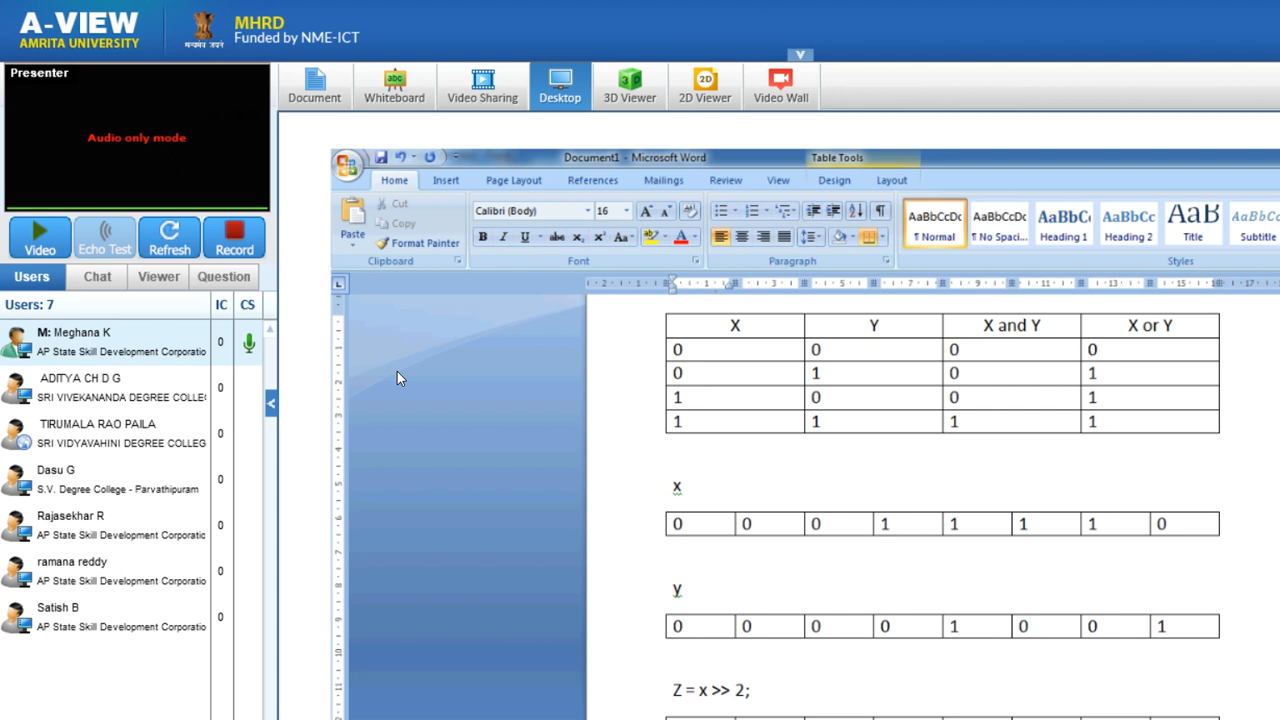 A-VIEW
AMRITA UNIVERSITY
सत्यमेव जयते
MHRD
Funded by NME-ICT
Presenter
Audio only mode
Document
Whiteboard
Video Sharing
Desktop
3D Viewer
2D Viewer
Video Wall
Video
Echo Test
Refresh
Record
Users Chat Viewer Question
Users: 7 IC CS
M: Meghana K
AP State Skill Development Corporatio
0
ADITYA CH D G
SRI VIVEKANANDA DEGREE COLLE
0
TIRUMALA RAO PAILA
SRI VIDYAVAHINI DEGREE COLLEG
0
Dasu G
S.V. Degree College - Parvathipuram
0
Rajasekhar R
AP State Skill Development Corporatio
0
ramana reddy
AP State Skill Development Corporatio
0
Satish B
AP State Skill Development Corporatio
0
Document1 - Microsoft Word
Table Tools
Home Insert Page Layout References Mailings Review View Design Layout
Paste
Cut
Copy
Format Painter
Clipboard
Calibri (Body) 16
Font
Paragraph
AaBbCcDc AaBbCcDc AaBbC AaBbCc AaB AaBbCc
¶ Normal ¶ No Spaci... Heading 1 Heading 2 Title Subtitle
Styles
X Y X and Y X or Y
0 0 0 0
0 1 0 1
1 0 0 1
1 1 1 1
x
0 0 0 1 1 1 1 0
y
0 0 0 0 1 0 0 1
Z = x >> 2;